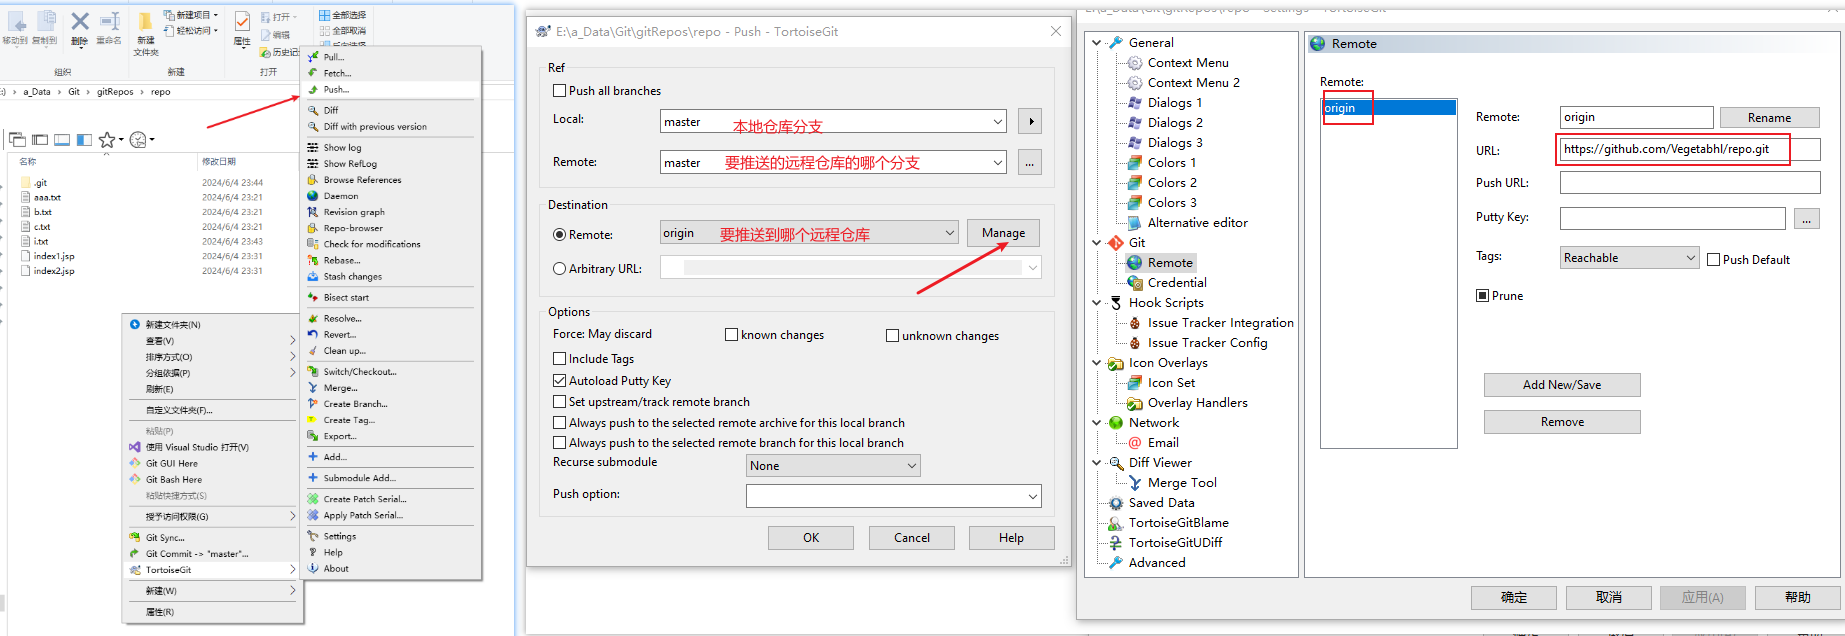 移动到 复制到
删除 重命名
新建
文件夹
新建项目
轻松访问
属性
打开
编辑
历史记
全部选择
全部取消
组织
新建
打开
a_Data > Git > gitRepos > repo
名称 修改日期
.git 2024/6/4 23:44
aaa.txt 2024/6/4 23:21
b.txt 2024/6/4 23:21
c.txt 2024/6/4 23:21
i.txt 2024/6/4 23:43
index1.jsp 2024/6/4 23:31
index2.jsp 2024/6/4 23:31
新建文件夹(N)
查看(V)
排序方式(O)
分组依据(P)
刷新(E)
自定义文件夹(F)...
粘贴(P)
使用 Visual Studio 打开(V)
Git GUI Here
Git Bash Here
粘贴快捷方式(S)
授予访问权限(G)
Git Sync...
Git Commit -> "master"...
TortoiseGit
新建(W)
属性(R)
Pull...
Fetch...
Push...
Diff
Diff with previous version
Show log
Show RefLog
Browse References
Daemon
Revision graph
Repo-browser
Check for modifications
Rebase...
Stash changes
Bisect start
Resolve...
Revert...
Clean up...
Switch/Checkout...
Merge...
Create Branch...
Create Tag...
Export...
Add...
Submodule Add...
Create Patch Serial...
Apply Patch Serial...
Settings
Help
About
E:\a_Data\Git\gitRepos\repo - Push - TortoiseGit
Ref
Push all branches
Local: master 本地仓库分支
Remote: master 要推送的远程仓库的哪个分支 ...
Destination
Remote: origin 要推送到哪个远程仓库 Manage
Arbitrary URL:
Options
Force: May discard known changes unknown changes
Include Tags
Autoload Putty Key
Set upstream/track remote branch
Always push to the selected remote archive for this local branch
Always push to the selected remote branch for this local branch
Recurse submodule None
Push option:
OK Cancel Help
E:\a_Data\Git\gitRepos\repo - Settings - TortoiseGit
General
Context Menu
Context Menu 2
Dialogs 1
Dialogs 2
Dialogs 3
Colors 1
Colors 2
Colors 3
Alternative editor
Git
Remote
Credential
Hook Scripts
Issue Tracker Integration
Issue Tracker Config
Icon Overlays
Icon Set
Overlay Handlers
Network
Email
Diff Viewer
Merge Tool
Saved Data
TortoiseGitBlame
TortoiseGitUDiff
Advanced
Remote
Remote:
origin
Remote: origin Rename
URL: https://github.com/Vegetabhl/repo.git
Push URL:
Putty Key: ...
Tags: Reachable Push Default
Prune
Add New/Save
Remove
确定 取消 应用(A) 帮助